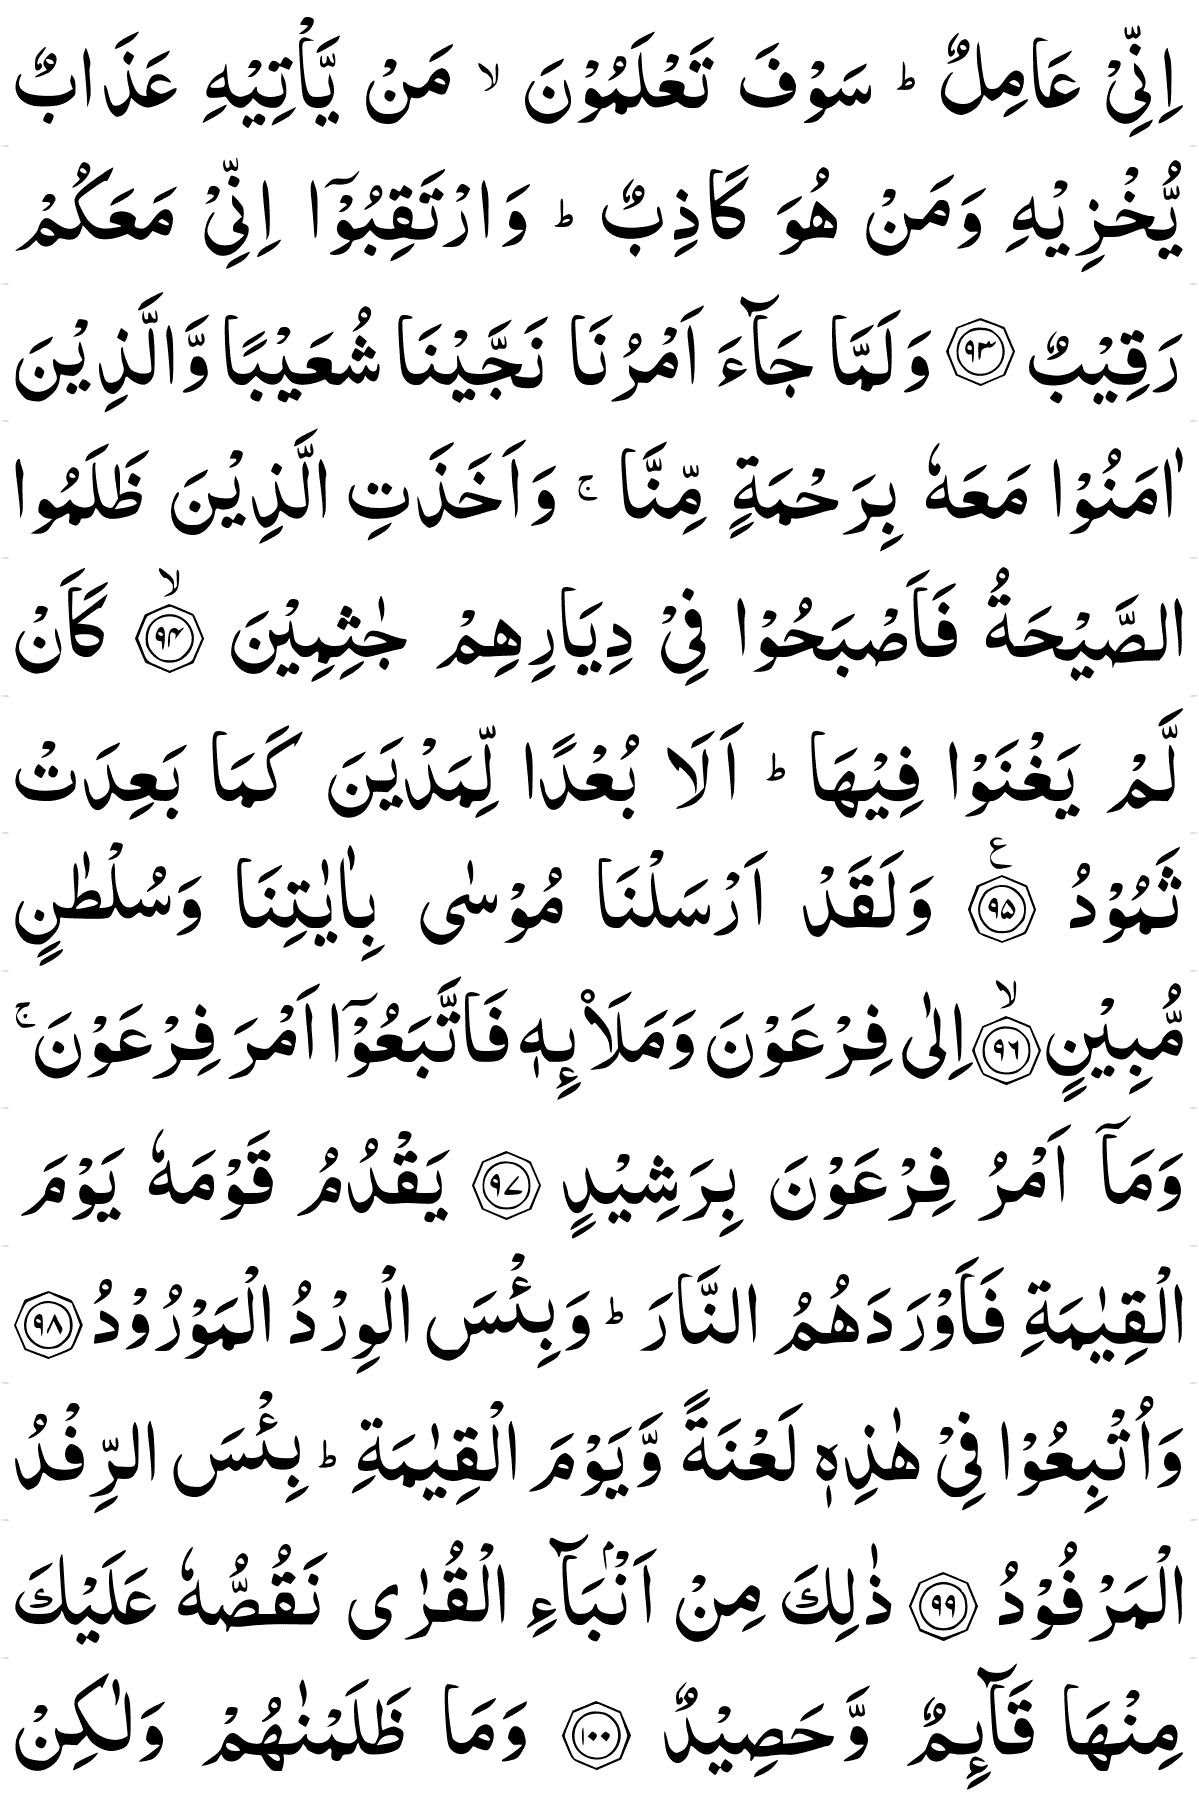 اِنِّىْ عَامِلٌ ؕ سَوْفَ تَعْلَمُوْنَ ۙ مَنْ يَّاْتِيْهِ عَذَابٌ
يُّخْزِيْهِ وَمَنْ هُوَ كَاذِبٌ ؕ وَارْتَقِبُوْۤا اِنِّىْ مَعَكُمْ
رَقِيْبٌ ﴿۹۳﴾ وَلَمَّا جَآءَ اَمْرُنَا نَجَّيْنَا شُعَيْبًا وَّالَّذِيْنَ
اٰمَنُوْا مَعَهٗ بِرَحْمَةٍ مِّنَّا ۚ وَاَخَذَتِ الَّذِيْنَ ظَلَمُوا
الصَّيْحَةُ فَاَصْبَحُوْا فِىْ دِيَارِهِمْ جٰثِمِيْنَ ۙ﴿۹۴﴾ كَاَنْ
لَّمْ يَغْنَوْا فِيْهَا ؕ اَلَا بُعْدًا لِّمَدْيَنَ كَمَا بَعِدَتْ
ثَمُوْدُ ﴿۹۵﴾ ع وَلَقَدْ اَرْسَلْنَا مُوْسٰى بِاٰيٰتِنَا وَسُلْطٰنٍ
مُّبِيْنٍ ۙ﴿۹۶﴾ اِلٰى فِرْعَوْنَ وَمَلَا۟ٮِٕهٖ فَاتَّبَعُوْۤا اَمْرَ فِرْعَوْنَ ۚ
وَمَاۤ اَمْرُ فِرْعَوْنَ بِرَشِيْدٍ ﴿۹۷﴾ يَقْدُمُ قَوْمَهٗ يَوْمَ
الْقِيٰمَةِ فَاَوْرَدَهُمُ النَّارَ ؕ وَبِئْسَ الْوِرْدُ الْمَوْرُوْدُ ﴿۹۸﴾
وَاُتْبِعُوْا فِىْ هٰذِهٖ لَعْنَةً وَّيَوْمَ الْقِيٰمَةِ ؕ بِئْسَ الرِّفْدُ
الْمَرْفُوْدُ ﴿۹۹﴾ ذٰلِكَ مِنْ اَنْۢبَآءِ الْقُرٰى نَقُصُّهٗ عَلَيْكَ
مِنْهَا قَآٮِٕمٌ وَّحَصِيْدٌ ﴿۱۰۰﴾ وَمَا ظَلَمْنٰهُمْ وَلٰكِنْ